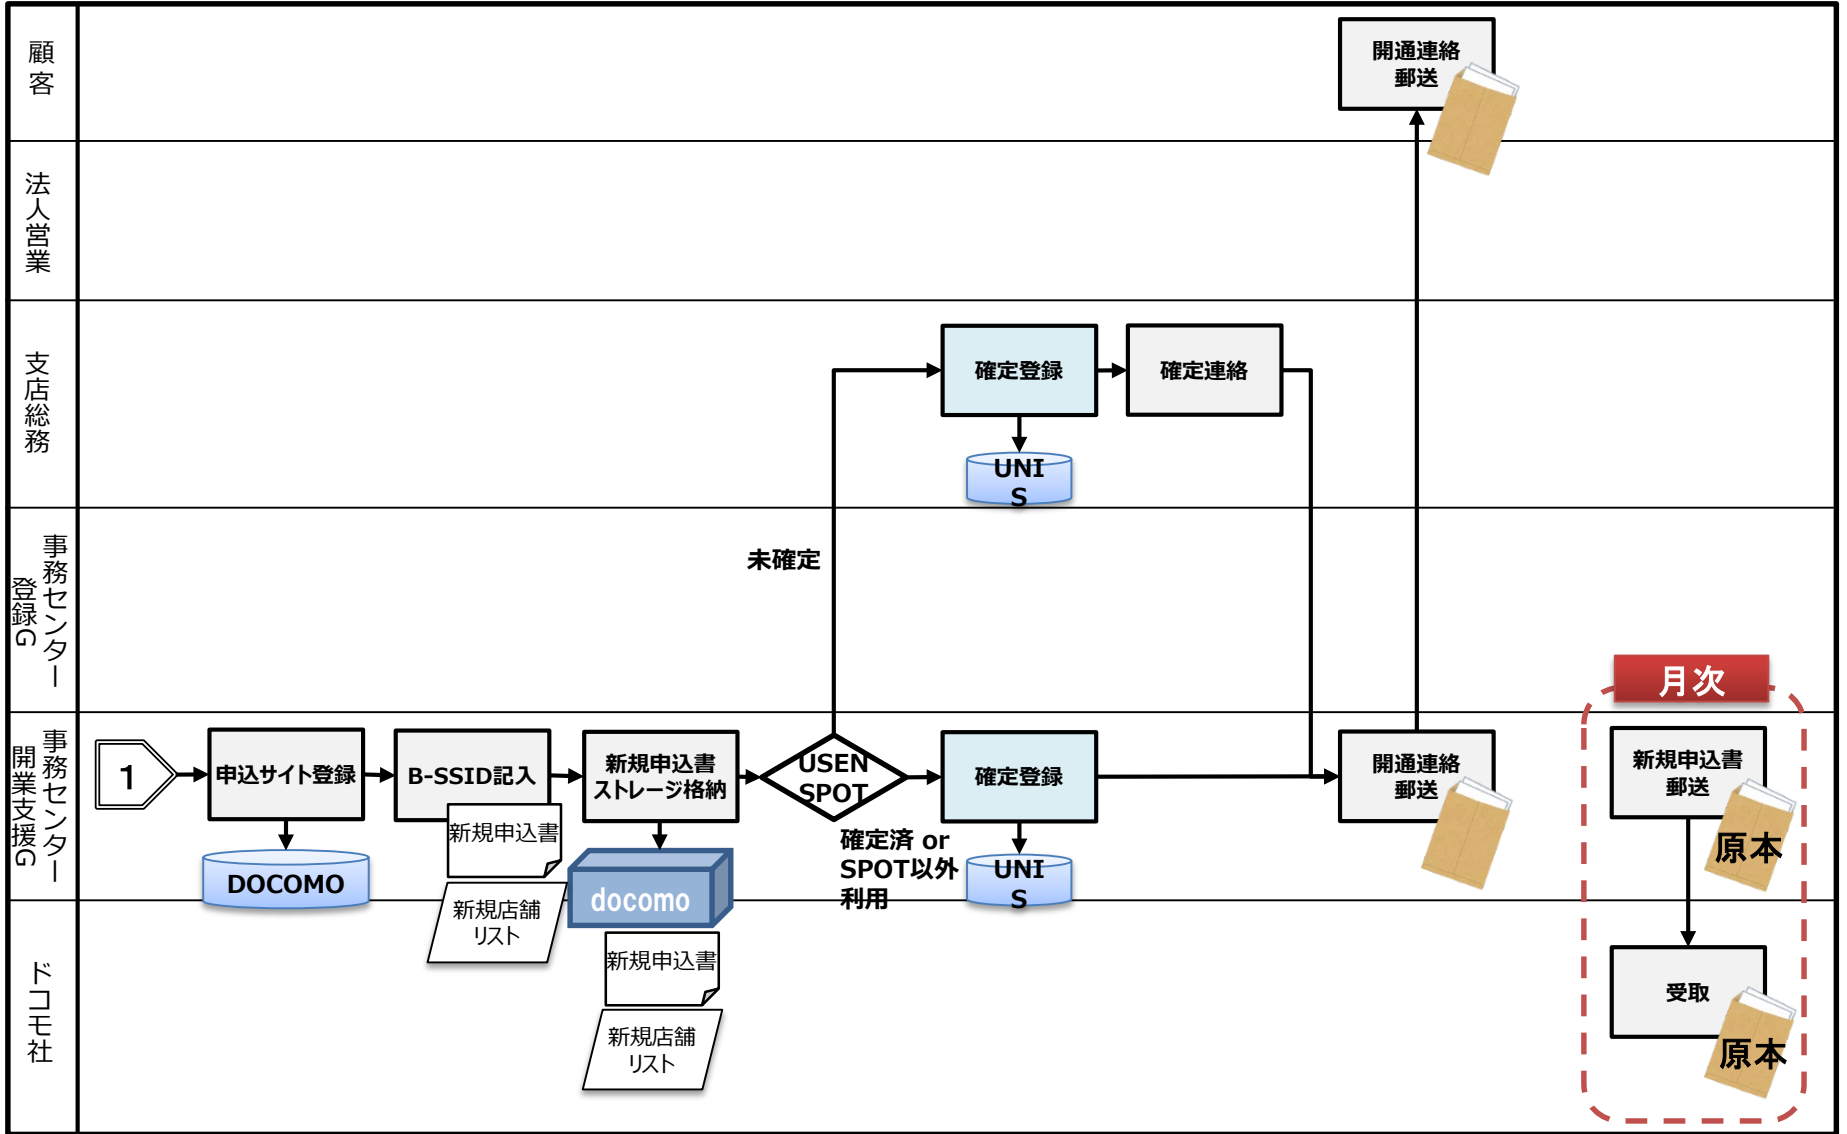 顧客
開通連絡
郵送
法人営業
支店総務
確定登録
確定連絡
UNI
S
事務センター
登録G
未確定
月次
事務センター
開業支援G
1
申込サイト登録
B-SSID記入
新規申込書
ストレージ格納
USEN
SPOT
確定登録
開通連絡
郵送
新規申込書
郵送
原本
新規申込書
DOCOMO
docomo
確定済 or
SPOT以外
利用
UNI
S
ドコモ社
新規店舗
リスト
新規申込書
新規店舗
リスト
受取
原本